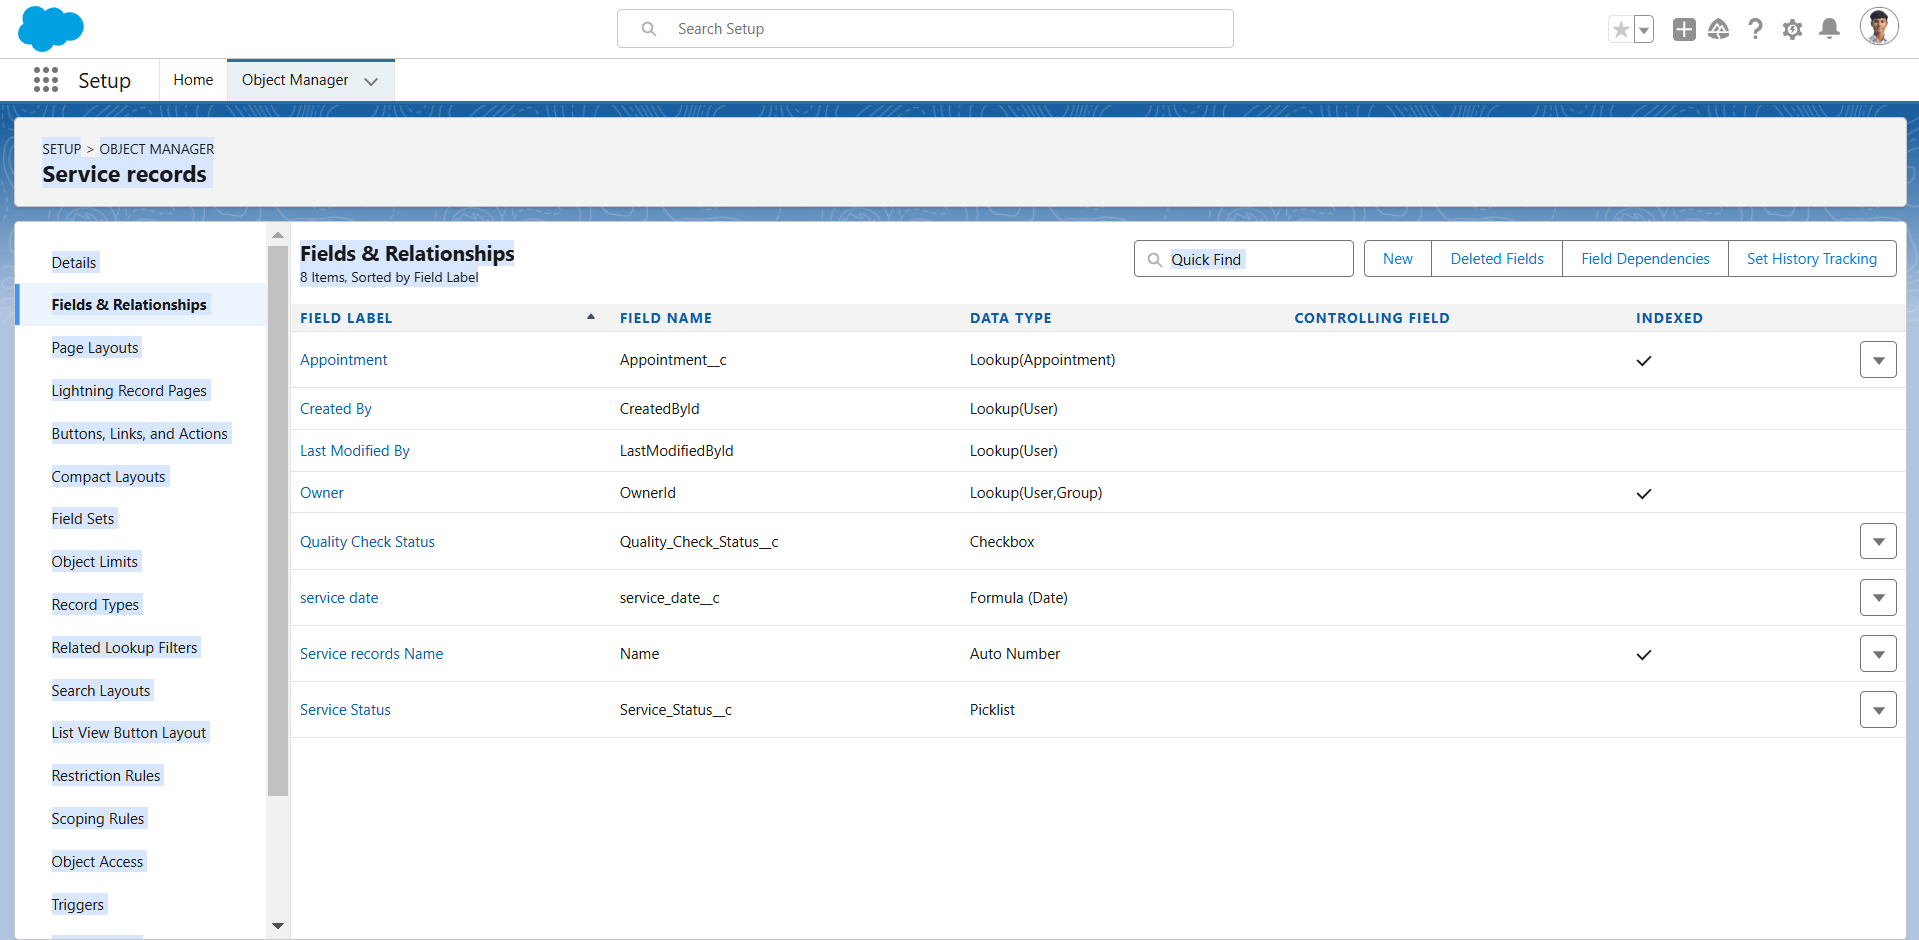 Search Setup
Setup
Home
Object Manager
SETUP > OBJECT MANAGER
Service records
Details
Fields & Relationships
Page Layouts
Lightning Record Pages
Buttons, Links, and Actions
Compact Layouts
Field Sets
Object Limits
Record Types
Related Lookup Filters
Search Layouts
List View Button Layout
Restriction Rules
Scoping Rules
Object Access
Triggers
Fields & Relationships
8 Items, Sorted by Field Label
Quick Find
New
Deleted Fields
Field Dependencies
Set History Tracking
FIELD LABEL FIELD NAME DATA TYPE CONTROLLING FIELD INDEXED
Appointment Appointment__c Lookup(Appointment)
Created By CreatedById Lookup(User)
Last Modified By LastModifiedById Lookup(User)
Owner OwnerId Lookup(User,Group)
Quality Check Status Quality_Check_Status__c Checkbox
service date service_date__c Formula (Date)
Service records Name Name Auto Number
Service Status Service_Status__c Picklist